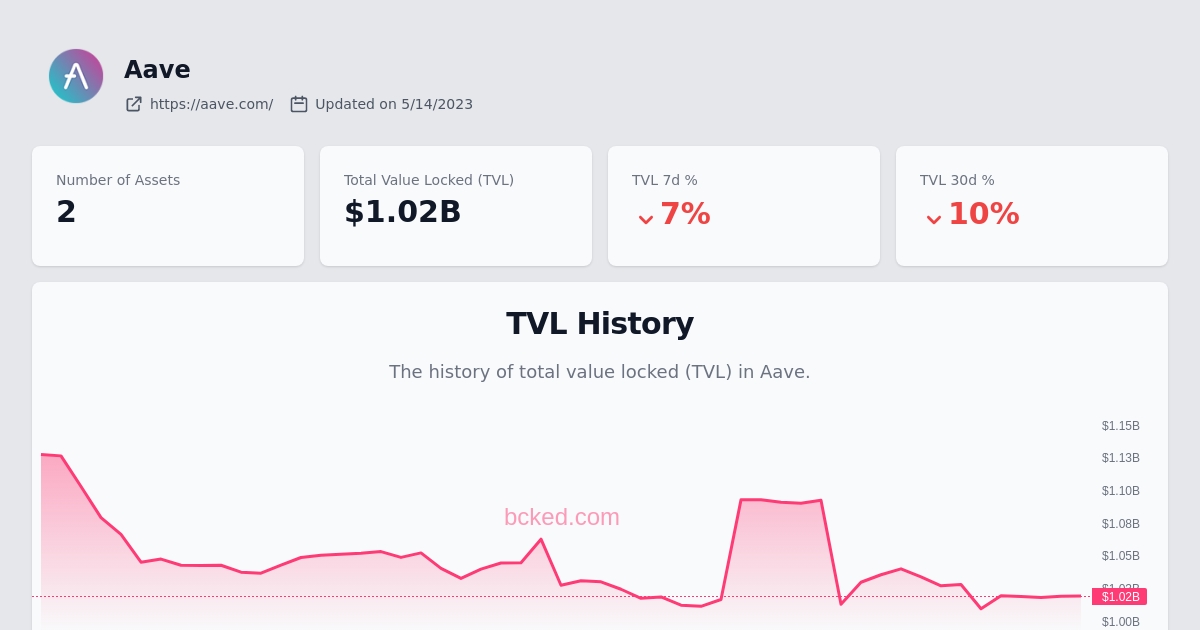 Aave
https://aave.com/ Updated on 5/14/2023
Number of Assets
2
Total Value Locked (TVL)
$1.02B
TVL 7d %
7%
TVL 30d %
10%
TVL History
The history of total value locked (TVL) in Aave.
bcked.com
$1.15B
$1.13B
$1.10B
$1.08B
$1.05B
$1.02B
$1.00B